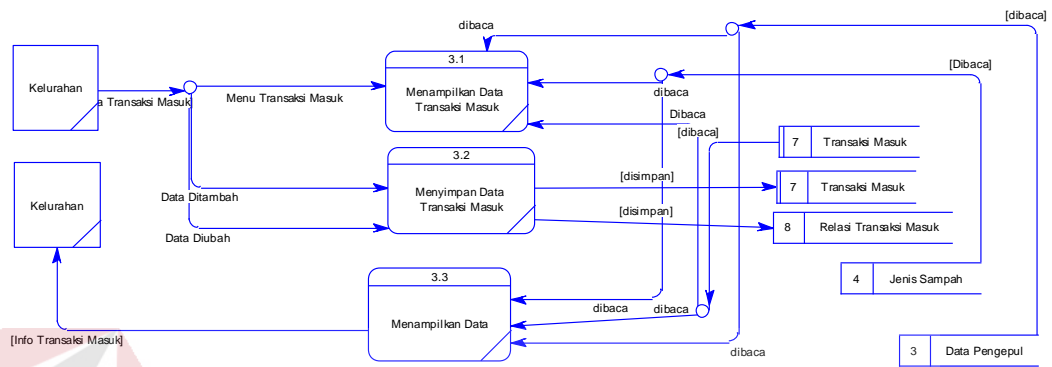 [dibaca]
dibaca
3.1
Menampilkan Data
Transaksi Masuk
Kelurahan
a Transaksi Masuk
Menu Transaksi Masuk
[Dibaca]
dibaca
Dibaca
[dibaca]
7 Transaksi Masuk
3.2
Menyimpan Data
Transaksi Masuk
Kelurahan
Data Ditambah
Data Diubah
[disimpan]
7 Transaksi Masuk
[disimpan]
8 Relasi Transaksi Masuk
3.3
Menampilkan Data
4 Jenis Sampah
dibaca
dibaca
[Info Transaksi Masuk]
dibaca
3 Data Pengepul